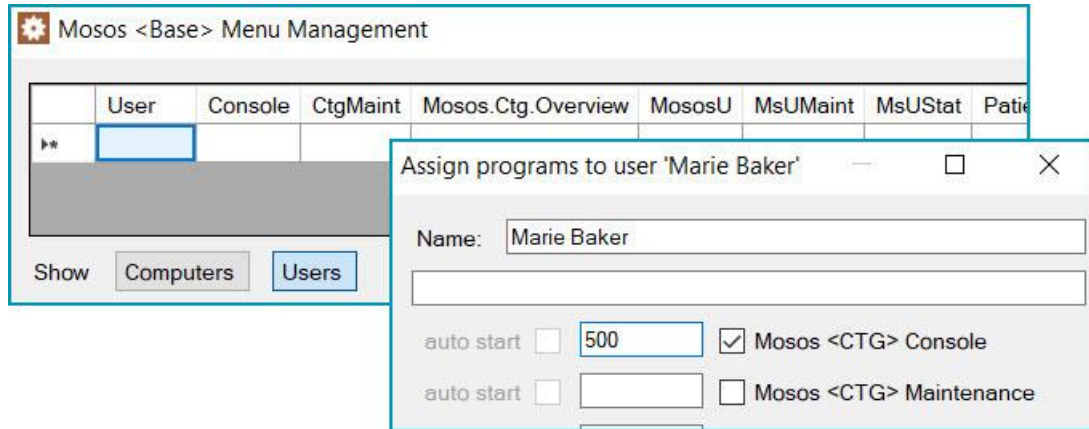 Mosos <Base> Menu Management
User Console CtgMaint Mosos.Ctg.Overview MososU MsUMaint MsUStat
Show Computers Users
Assign programs to user 'Marie Baker'
Name: Marie Baker
auto start 500 Mosos <CTG> Console
auto start Mosos <CTG> Maintenance